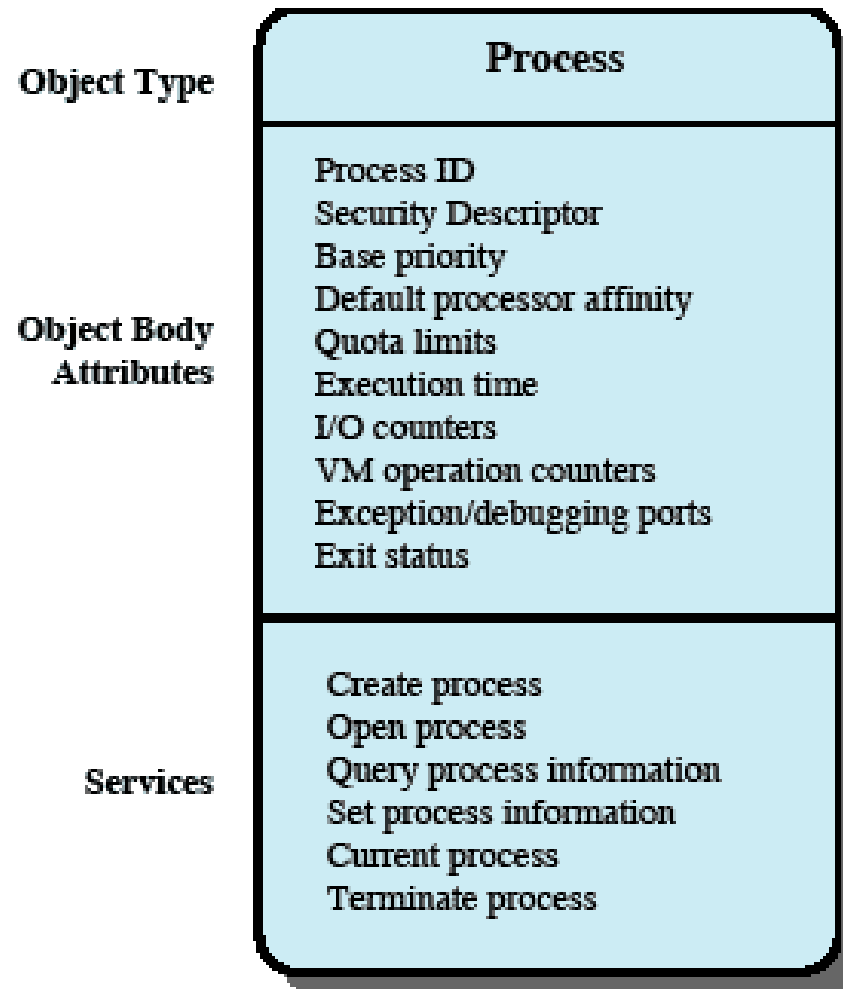 Object Type
Process
Object Body
Attributes
Process ID
Security Descriptor
Base priority
Default processor affinity
Quota limits
Execution time
I/O counters
VM operation counters
Exception/debugging ports
Exit status
Services
Create process
Open process
Query process information
Set process information
Current process
Terminate process